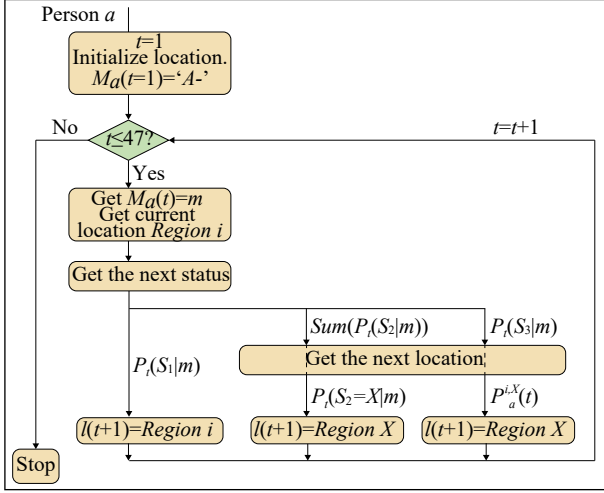 Person a
t=1
Initialize location.
Mₐ(t=1)=‘A-’
No
t≤47?
t=t+1
Yes
Get Mₐ(t)=m
Get current
location Region i
Get the next status
Sum(Pₜ(S₂|m))
Pₜ(S₃|m)
Pₜ(S₁|m)
Get the next location
Pₜ(S₂=X|m)
Pₐ^{i,X}(t)
l(t+1)=Region i
l(t+1)=Region X
l(t+1)=Region X
Stop